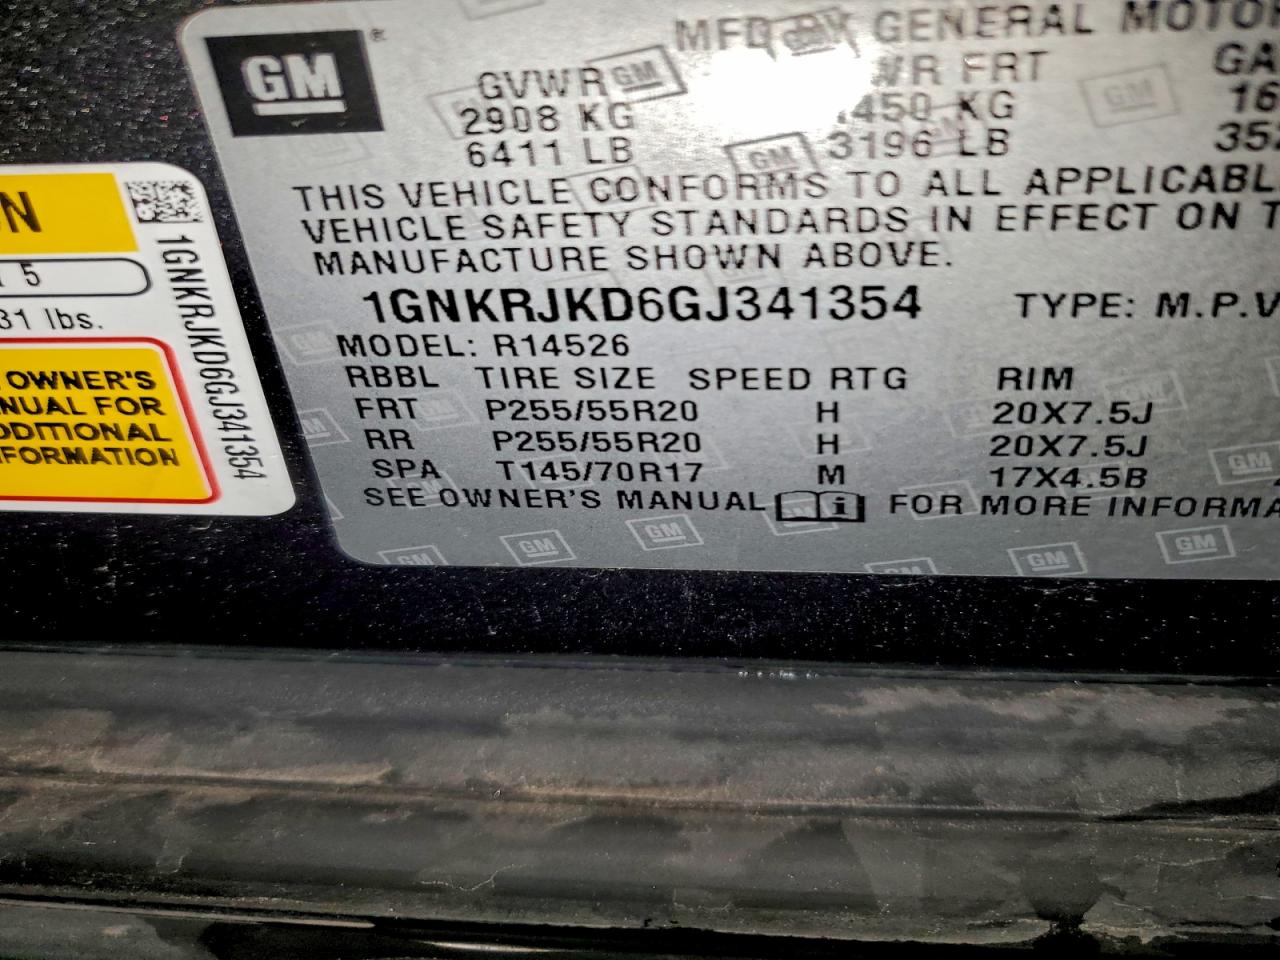 GM
MFD BY GENERAL MOTO
GVWR WR FRT GA
2908 KG 1450 KG 16
6411 LB 3196 LB 352
THIS VEHICLE CONFORMS TO ALL APPLICABL
VEHICLE SAFETY STANDARDS IN EFFECT ON T
MANUFACTURE SHOWN ABOVE.
1GNKRJKD6GJ341354 TYPE: M.P.V
MODEL: R14526
RBBL TIRE SIZE SPEED RTG RIM
FRT P255/55R20 H 20X7.5J
RR P255/55R20 H 20X7.5J
SPA T145/70R17 M 17X4.5B
SEE OWNER'S MANUAL FOR MORE INFORMA
ON
5
31 lbs.
OWNER'S
NUAL FOR
DDITIONAL
FORMATION
1GNKRJKD6GJ341354